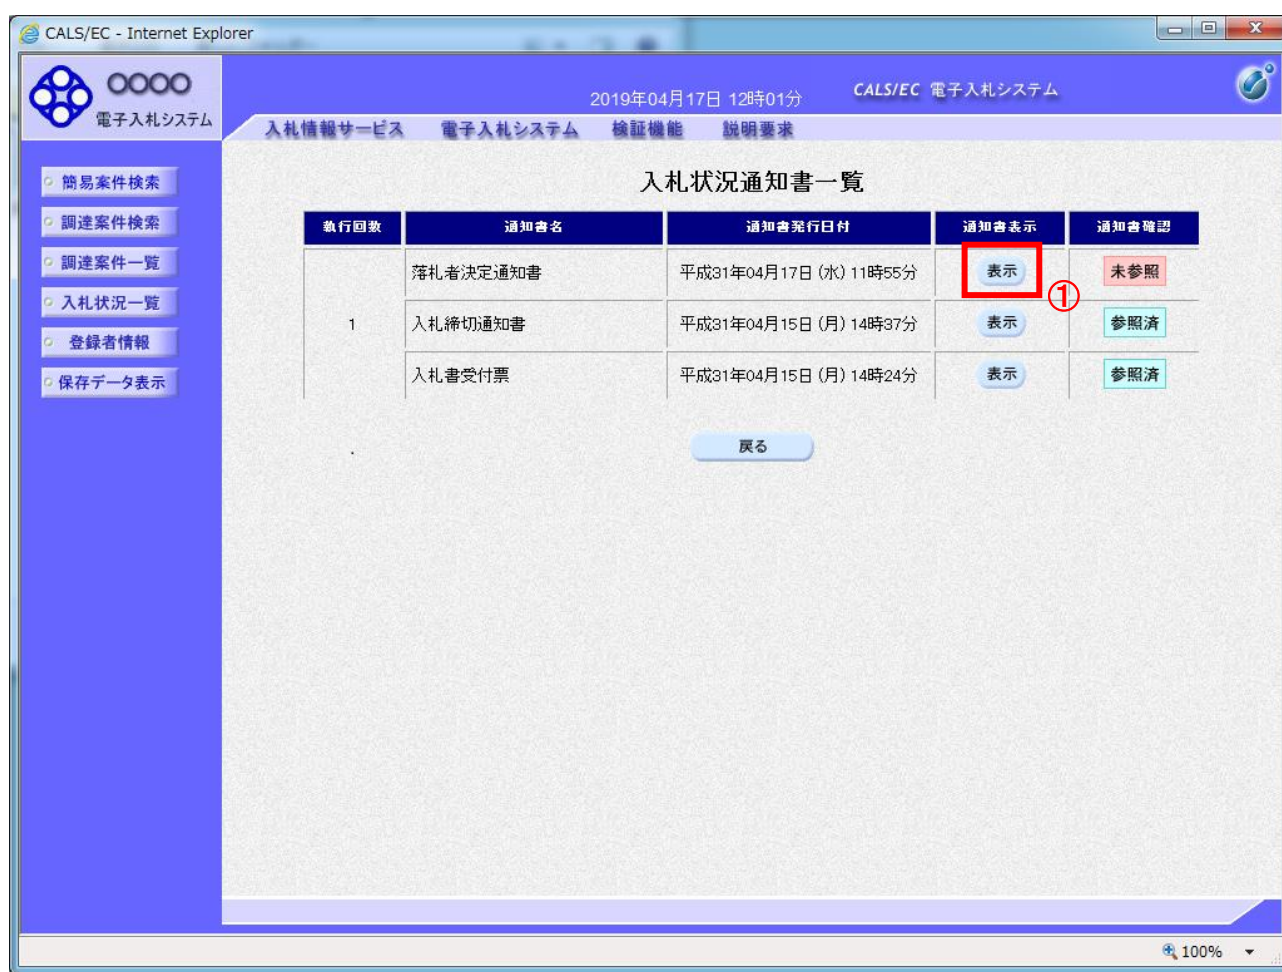 CALS/EC - Internet Explorer
〇〇〇〇
電子入札システム
2019年04月17日 12時01分
CALS/EC 電子入札システム
入札情報サービス 電子入札システム 検証機能 説明要求
簡易案件検索
調達案件検索
調達案件一覧
入札状況一覧
登録者情報
保存データ表示
入札状況通知書一覧
執行回数 通知書名 通知書発行日付 通知書表示 通知書確認
落札者決定通知書 平成31年04月17日 (水) 11時55分 表示 未参照
①
1 入札締切通知書 平成31年04月15日 (月) 14時37分 表示 参照済
入札書受付票 平成31年04月15日 (月) 14時24分 表示 参照済
.
戻る
100%